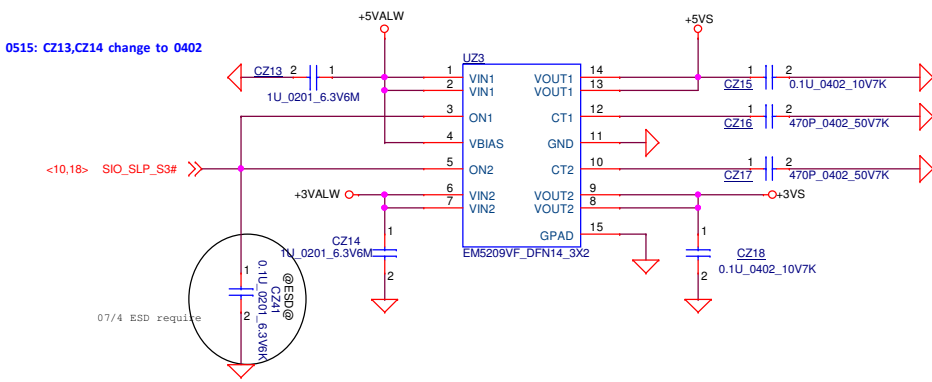 +5VALW
+5VS
0515: CZ13,CZ14 change to 0402
UZ3
CZ13 2 1
1U_0201_6.3V6M
1 VIN1
2 VIN1
3 ON1
4 VBIAS
5 ON2
6 VIN2
7 VIN2
VOUT1 14
VOUT1 13
CT1 12
GND 11
CT2 10
VOUT2 9
VOUT2 8
GPAD 15
EM5209VF_DFN14_3X2
1 2
CZ15 0.1U_0402_10V7K
1 2
CZ16 470P_0402_50V7K
1 2
CZ17 470P_0402_50V7K
<10,18> SIO_SLP_S3#
+3VALW
+3VS
CZ14
1U_0201_6.3V6M
1
2
1
CZ18
0.1U_0402_10V7K
2
1
2
@ESD@
CZ41
0.1U_0201_6.3V6K
07/4 ESD require